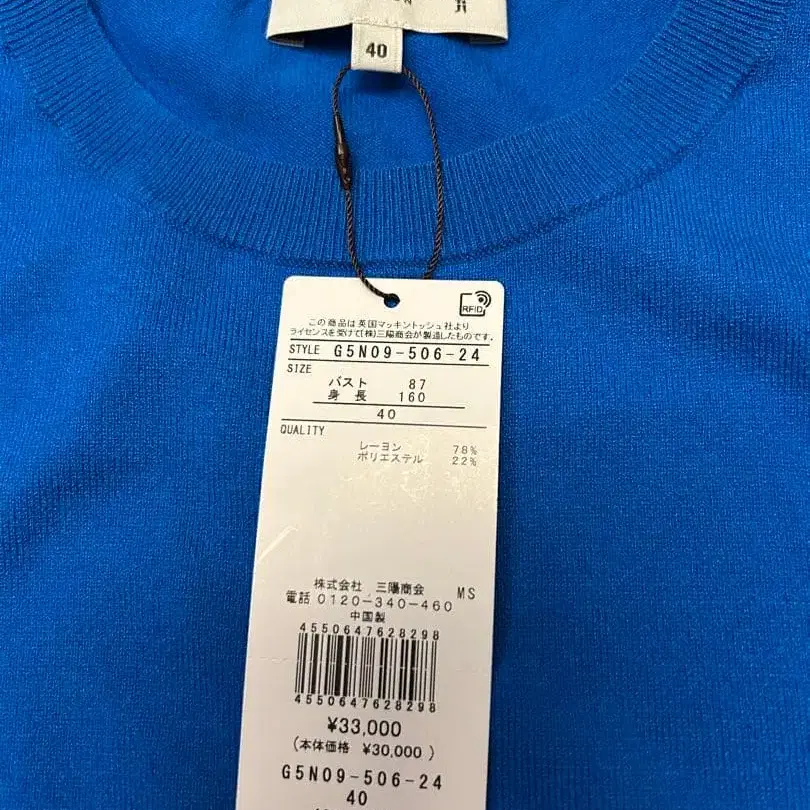 40
RFID
この商品は英国マッキントッシュ社より
ライセンスを受けて(株)三陽商会が製造したものです。
STYLE G5N09-506-24
SIZE
バスト 87
身長 160
40
QUALITY
レーヨン 78%
ポリエステル 22%
株式会社 三陽商会 MS
電話 0120-340-460
中国製
4550647628298
4550647628298
¥33,000
(本体価格 ¥30,000)
G5N09-506-24
40